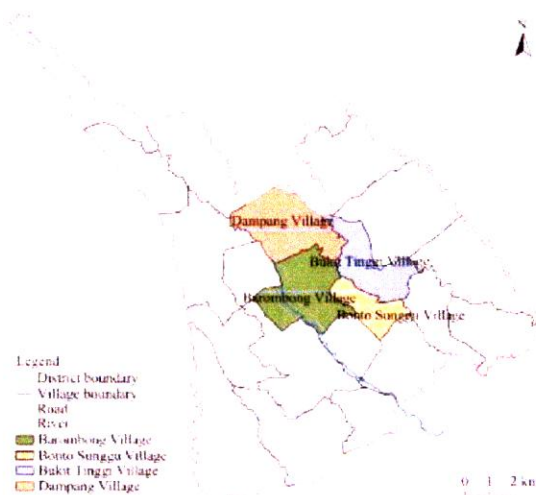 Dampang Village
Bukit Tinggi Village
Barombong Village
Bonto Sunggu Village
Legend
District boundary
Village boundary
Road
River
Barombong Village
Bonto Sunggu Village
Bukit Tinggi Village
Dampang Village
0 1 2 km